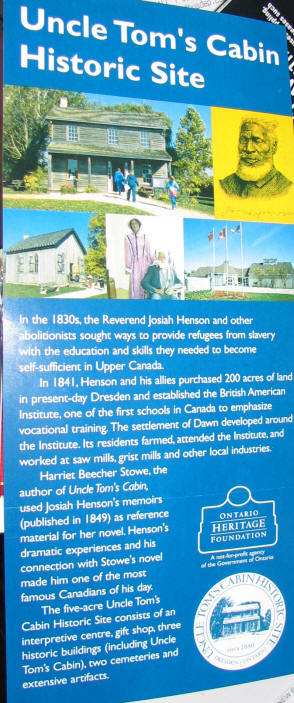 Uncle Tom's Cabin
Historic Site
In the 1830s, the Reverend Josiah Henson and other
abolitionists sought ways to provide refugees from slavery
with the education and skills they needed to become
self-sufficient in Upper Canada.
In 1841, Henson and his allies purchased 200 acres of land
in present-day Dresden and established the British American
Institute, one of the first schools in Canada to emphasize
vocational training. The settlement of Dawn developed around
the Institute. Its residents farmed, attended the Institute, and
worked at saw mills, grist mills and other local industries.
Harriet Beecher Stowe, the
author of Uncle Tom's Cabin,
used Josiah Henson's memoirs
(published in 1849) as reference
material for her novel. Henson's
dramatic experiences and his
connection with Stowe's novel
made him one of the most
famous Canadians of his day.
The five-acre Uncle Tom's
Cabin Historic Site consists of an
interpretive centre, gift shop, three
historic buildings (including Uncle
Tom's Cabin), two cemeteries and
extensive artifacts.
ONTARIO
HERITAGE
FOUNDATION
A not-for-profit agency
of the Government of Ontario
UNCLE TOM'S CABIN HISTORIC SITE
circa 1850
DRESDEN • ONTARIO